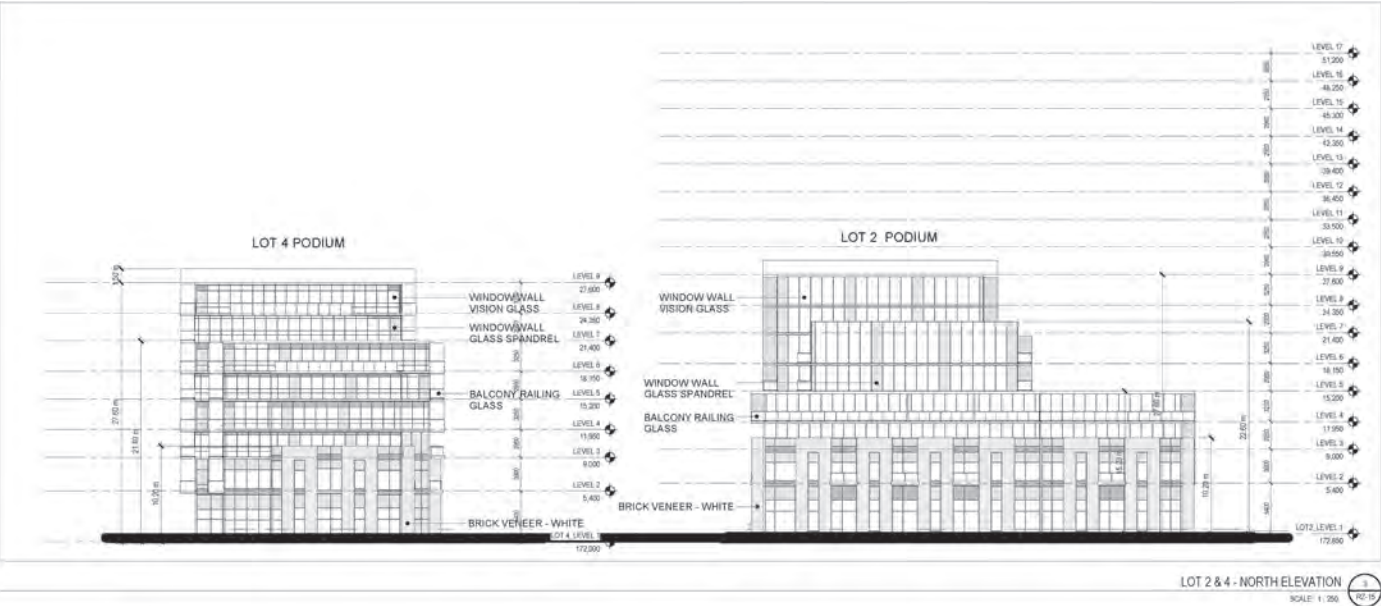 LOT 4 PODIUM
LEVEL 9
27,600
LEVEL 8
24,350
LEVEL 7
21,400
LEVEL 6
18,150
LEVEL 5
15,200
LEVEL 4
11,950
LEVEL 3
9,000
LEVEL 2
5,400
LOT 4_LEVEL 1
172,000
WINDOW WALL
VISION GLASS
WINDOW WALL
GLASS SPANDREL
BALCONY RAILING
GLASS
BRICK VENEER - WHITE
27.60 m
21.60 m
10.20 m
LOT 2 PODIUM
WINDOW WALL
VISION GLASS
WINDOW WALL
GLASS SPANDREL
BALCONY RAILING
GLASS
BRICK VENEER - WHITE
27.60 m
22.60 m
15.20 m
10.20 m
LEVEL 17
51,200
LEVEL 16
48,250
LEVEL 15
45,300
LEVEL 14
42,350
LEVEL 13
39,400
LEVEL 12
36,450
LEVEL 11
33,500
LEVEL 10
30,550
LEVEL 9
27,600
LEVEL 8
24,350
LEVEL 7
21,400
LEVEL 6
18,150
LEVEL 5
15,200
LEVEL 4
LEVEL 3
9,000
LEVEL 2
5,400
LOT2_LEVEL 1
172,650
LOT 2 & 4 - NORTH ELEVATION
3
RZ-15
SCALE: 1 : 250